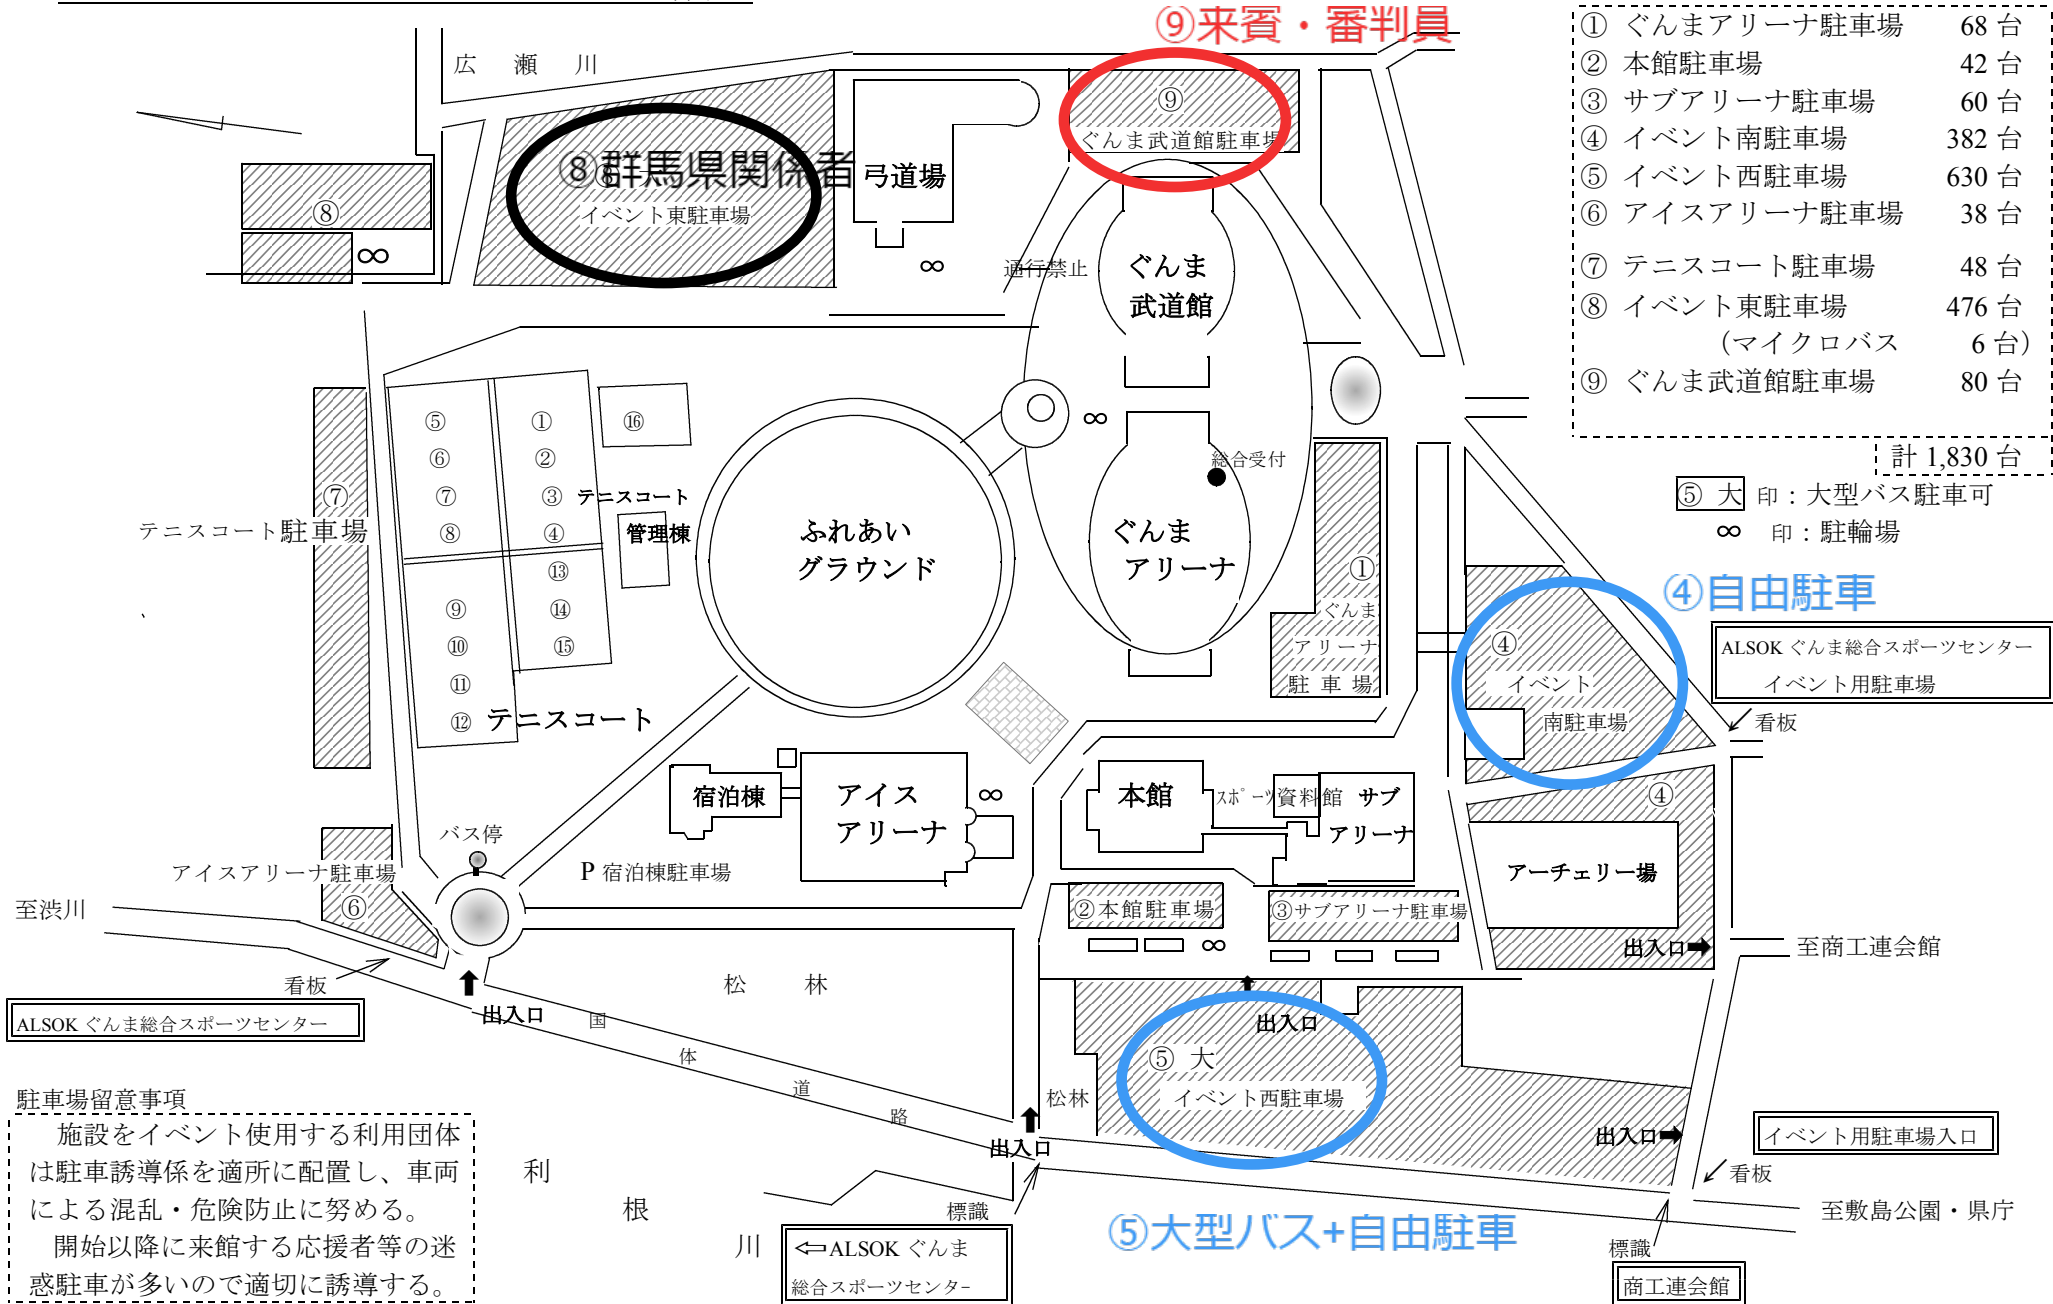 ⑨来賓・審判員
① ぐんまアリーナ駐車場 68 台
② 本館駐車場 42 台
③ サブアリーナ駐車場 60 台
④ イベント南駐車場 382 台
⑤ イベント西駐車場 630 台
⑥ アイスアリーナ駐車場 38 台
⑦ テニスコート駐車場 48 台
⑧ イベント東駐車場 476 台
（マイクロバス 6 台）
⑨ ぐんま武道館駐車場 80 台
計 1,830 台
⑤ 大 印：大型バス駐車可
∞ 印：駐輪場
広 瀬 川
⑨
ぐんま武道館駐車場
⑧群馬県関係者
⑧
イベント東駐車場
弓道場
⑧
∞
∞
通行禁止
ぐんま
武道館
⑤
⑥
⑦
⑧
①
②
③
④
⑯
テニスコート
管理棟
⑬
⑭
⑮
⑨
⑩
⑪
⑫
テニスコート
⑦
テニスコート駐車場
ふれあい
グラウンド
∞
総合受付
ぐんま
アリーナ
①
ぐんま
アリーナ
駐 車 場
④自由駐車
④
イベント
南駐車場
ALSOK ぐんま総合スポーツセンター
イベント用駐車場
看板
④
アーチェリー場
出入口
至商工連会館
宿泊棟
アイス
アリーナ
∞
本館
スポーツ資料館
サブ
アリーナ
バス停
P 宿泊棟駐車場
アイスアリーナ駐車場
⑥
至渋川
②本館駐車場
③サブアリーナ駐車場
∞
看板
ALSOK ぐんま総合スポーツセンター
出入口
国
体
道
路
松 林
出入口
⑤ 大
イベント西駐車場
松林
出入口
出入口
イベント用駐車場入口
看板
至敷島公園・県庁
標識
商工連会館
⑤大型バス+自由駐車
標識
⇦ALSOK ぐんま
総合スポーツセンター
利
根
川
駐車場留意事項
施設をイベント使用する利用団体
は駐車誘導係を適所に配置し、車両
による混乱・危険防止に努める。
開始以降に来館する応援者等の迷
惑駐車が多いので適切に誘導する。